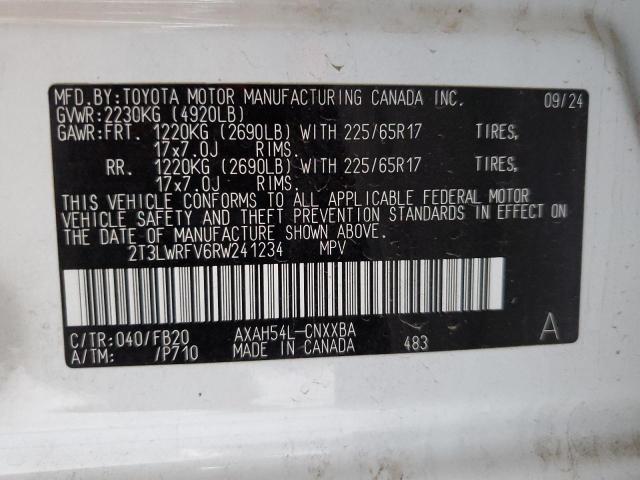 MFD.BY:TOYOTA MOTOR MANUFACTURING CANADA INC. 09/24
GVWR:2230KG (4920LB)
GAWR:FRT. 1220KG (2690LB) WITH 225/65R17 TIRES,
17x7.0J RIMS.
RR. 1220KG (2690LB) WITH 225/65R17 TIRES,
17x7.0J RIMS.
THIS VEHICLE CONFORMS TO ALL APPLICABLE FEDERAL MOTOR
VEHICLE SAFETY AND THEFT PREVENTION STANDARDS IN EFFECT ON
THE DATE OF MANUFACTURE SHOWN ABOVE.
2T3LWRFV6RW241234 MPV
C/TR:040/FB20 AXAH54L-CNXXBA A
A/TM: /P710 MADE IN CANADA 483